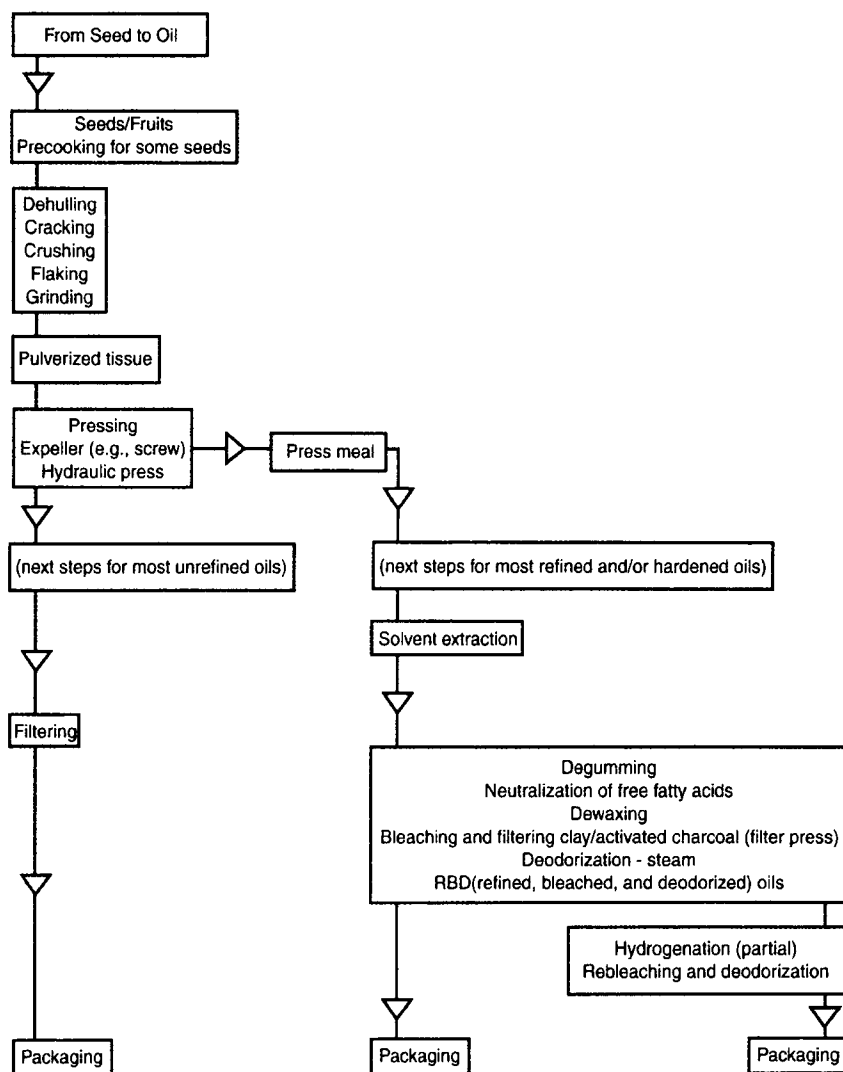 From Seed to Oil
Seeds/Fruits
Precooking for some seeds
Dehulling
Cracking
Crushing
Flaking
Grinding
Pulverized tissue
Pressing
Expeller (e.g., screw)
Hydraulic press
Press meal
(next steps for most unrefined oils)
(next steps for most refined and/or hardened oils)
Solvent extraction
Filtering
Degumming
Neutralization of free fatty acids
Dewaxing
Bleaching and filtering clay/activated charcoal (filter press)
Deodorization - steam
RBD(refined, bleached, and deodorized) oils
Hydrogenation (partial)
Rebleaching and deodorization
Packaging
Packaging
Packaging